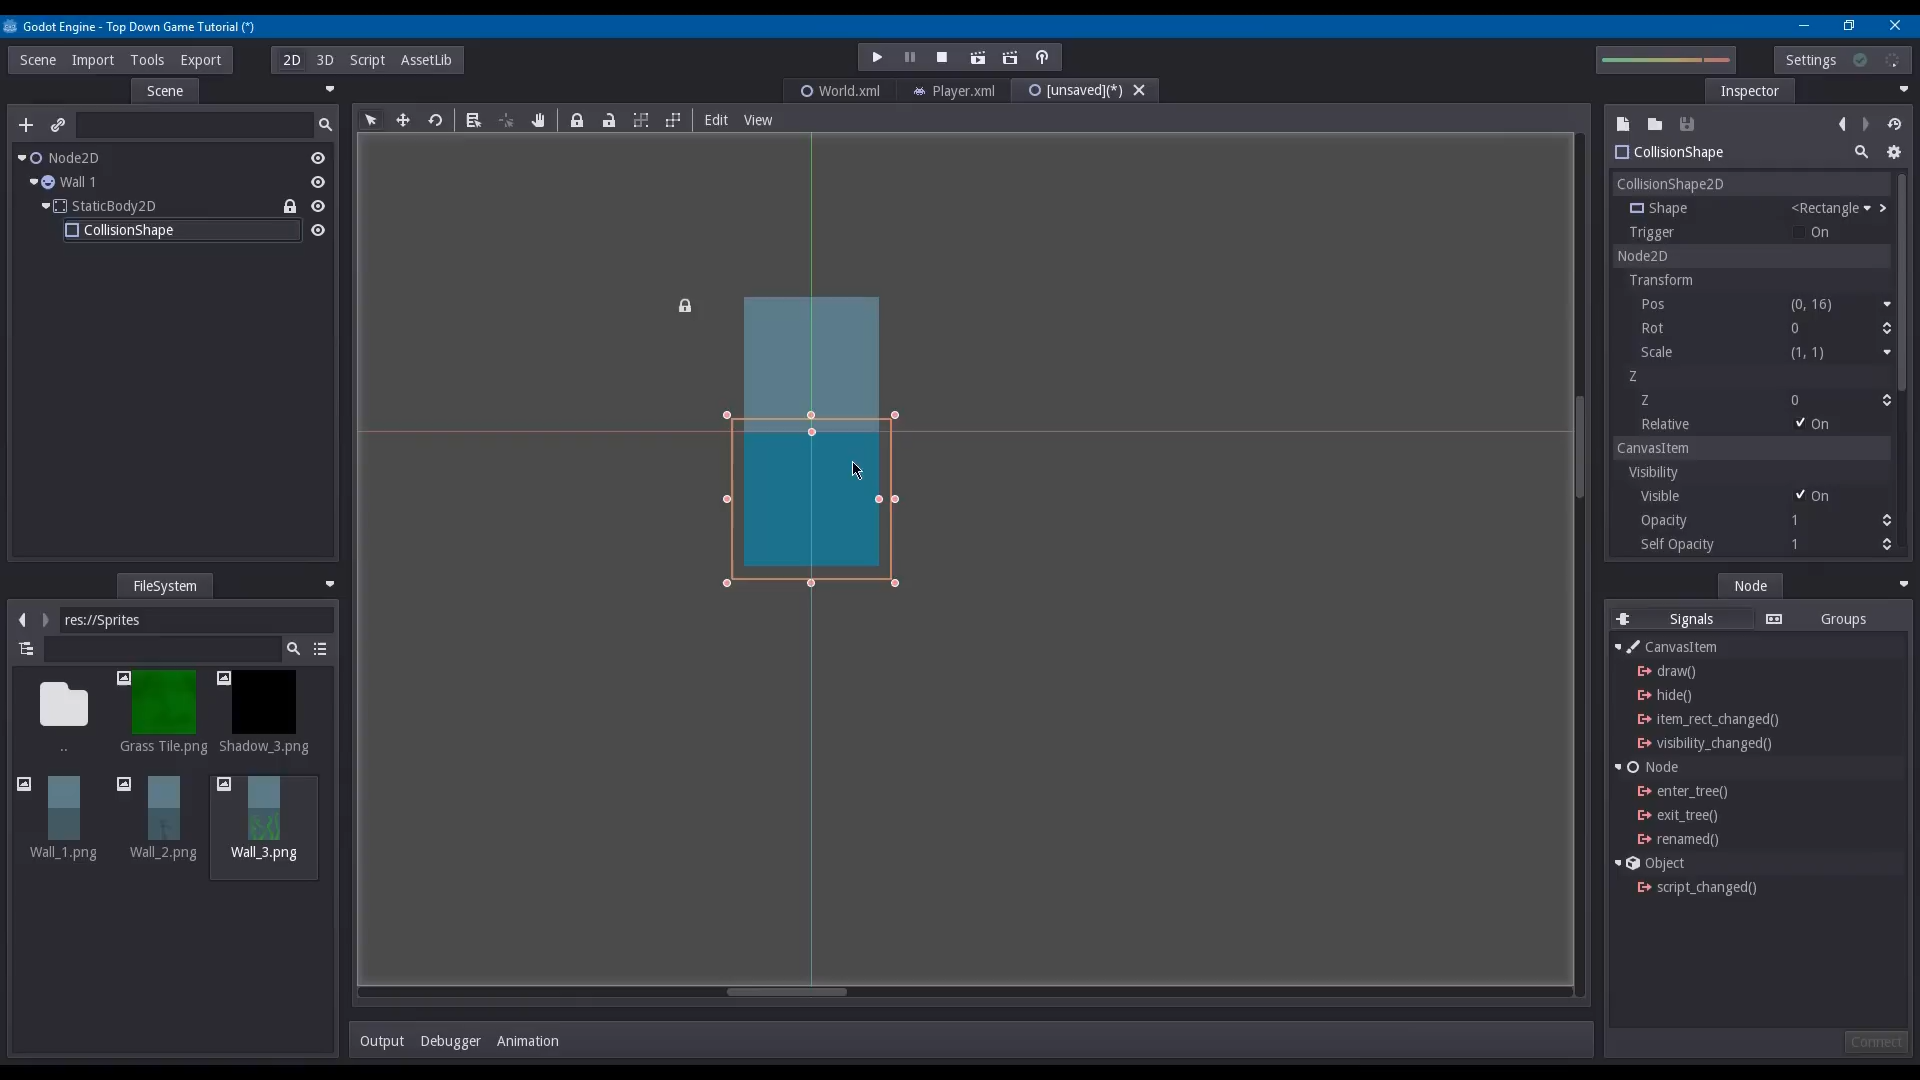 Godot Engine - Top Down Game Tutorial (*)
Scene Import Tools Export 2D 3D Script AssetLib Settings
Scene World.xml Player.xml [unsaved](*) Inspector
Edit View
Node2D
Wall 1
StaticBody2D
CollisionShape
CollisionShape
CollisionShape2D
Shape <Rectangle
Trigger On
Node2D
Transform
Pos (0, 16)
Rot 0
Scale (1, 1)
Z
Z 0
Relative On
CanvasItem
Visibility
Visible On
Opacity 1
Self Opacity 1
FileSystem
res://Sprites
..
Grass Tile.png
Shadow_3.png
Wall_1.png
Wall_2.png
Wall_3.png
Node
Signals Groups
CanvasItem
draw()
hide()
item_rect_changed()
visibility_changed()
Node
enter_tree()
exit_tree()
renamed()
Object
script_changed()
Connect
Output Debugger Animation